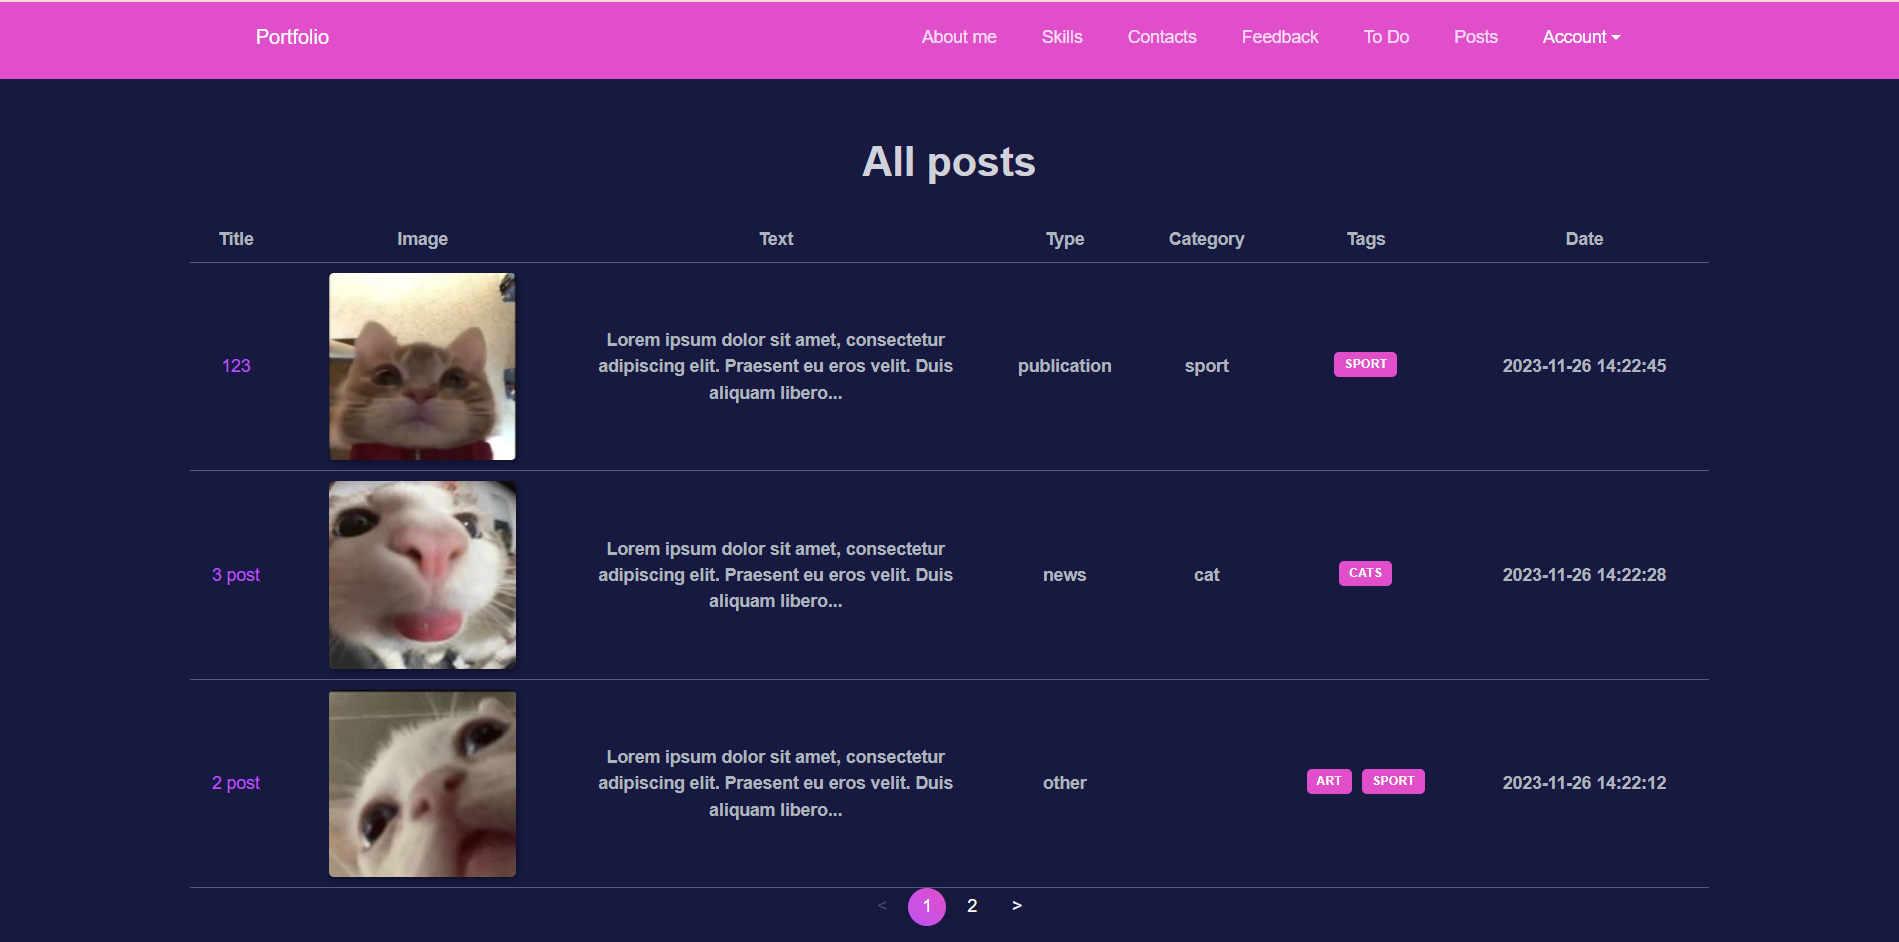 Portfolio About me Skills Contacts Feedback To Do Posts Account
All posts
Title Image Text Type Category Tags Date
Lorem ipsum dolor sit amet, consectetur
123 adipiscing elit. Praesent eu eros velit. Duis publication sport SPORT 2023-11-26 14:22:45
aliquam libero...
Lorem ipsum dolor sit amet, consectetur
3 post adipiscing elit. Praesent eu eros velit. Duis news cat CATS 2023-11-26 14:22:28
aliquam libero...
Lorem ipsum dolor sit amet, consectetur
2 post adipiscing elit. Praesent eu eros velit. Duis other ART SPORT 2023-11-26 14:22:12
aliquam libero...
< 1 2 >